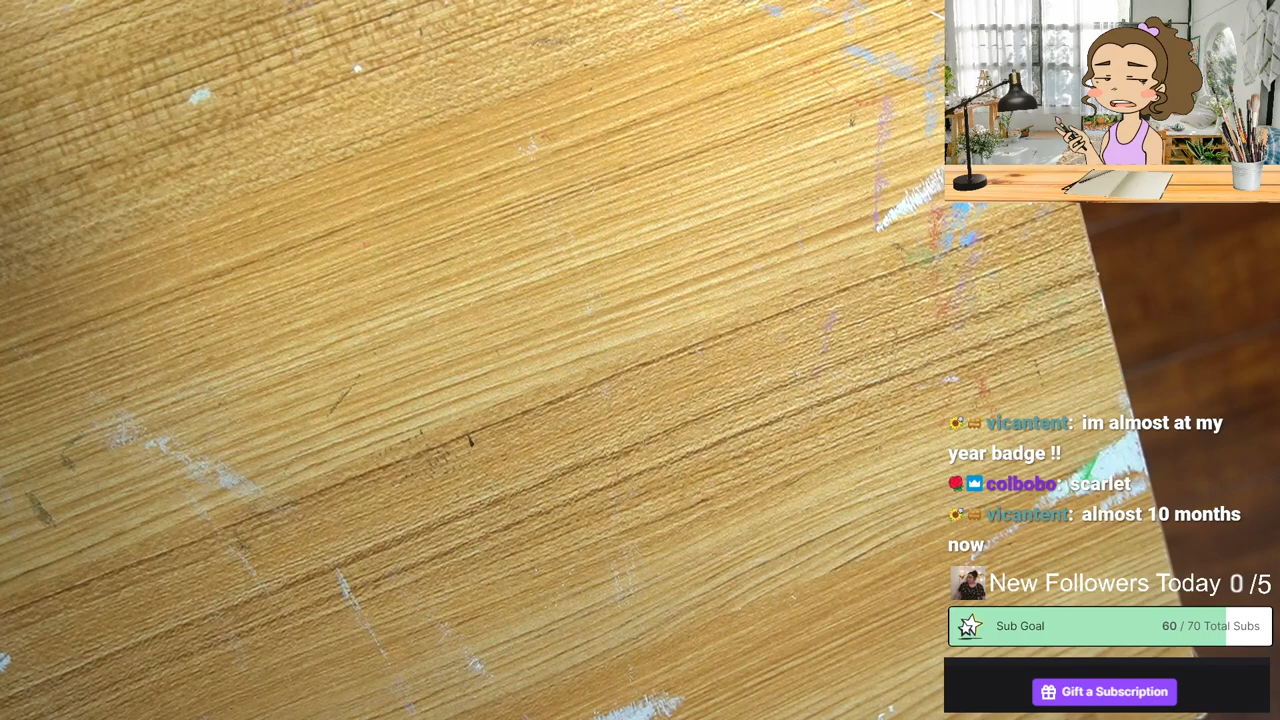 vicantent: im almost at my
year badge !!
colbobo: scarlet
vicantent: almost 10 months
now
New Followers Today 0 /5
Sub Goal 60 / 70 Total Subs
Gift a Subscription